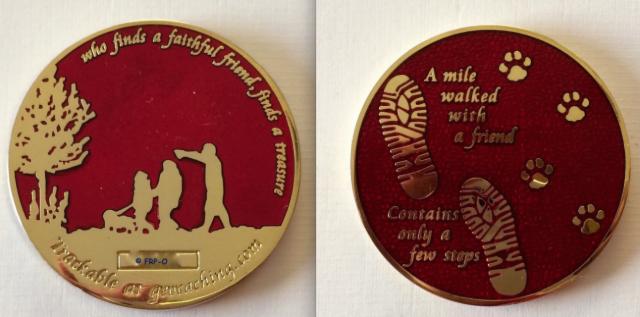 who finds a faithful friend, finds a treasure
Trackable at geocaching.com
© FRP-O
A mile
walked
with
a friend
Contains
only a
few steps